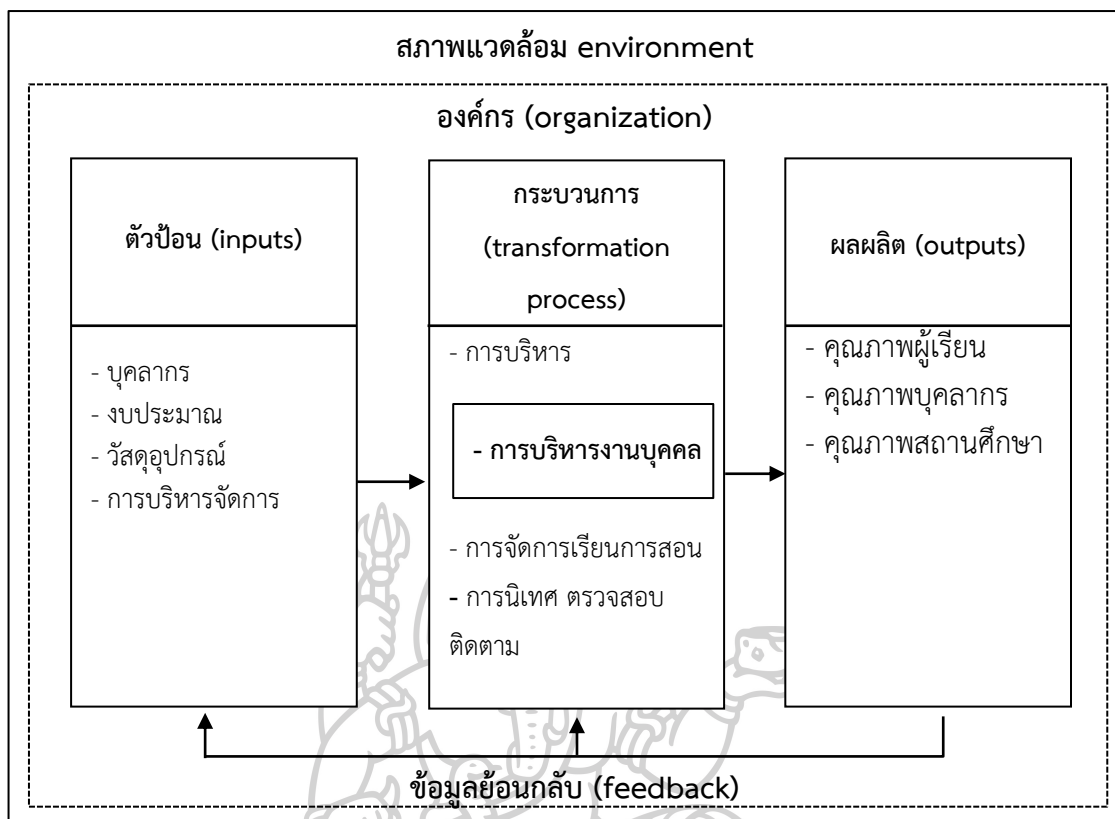 สภาพแวดล้อม environment
องค์กร (organization)
ตัวป้อน (inputs)
- บุคลากร
- งบประมาณ
- วัสดุอุปกรณ์
- การบริหารจัดการ
กระบวนการ
(transformation
process)
- การบริหาร
- การบริหารงานบุคคล
- การจัดการเรียนการสอน
- การนิเทศ ตรวจสอบ
ติดตาม
ผลผลิต (outputs)
- คุณภาพผู้เรียน
- คุณภาพบุคลากร
- คุณภาพสถานศึกษา
ข้อมูลย้อนกลับ (feedback)